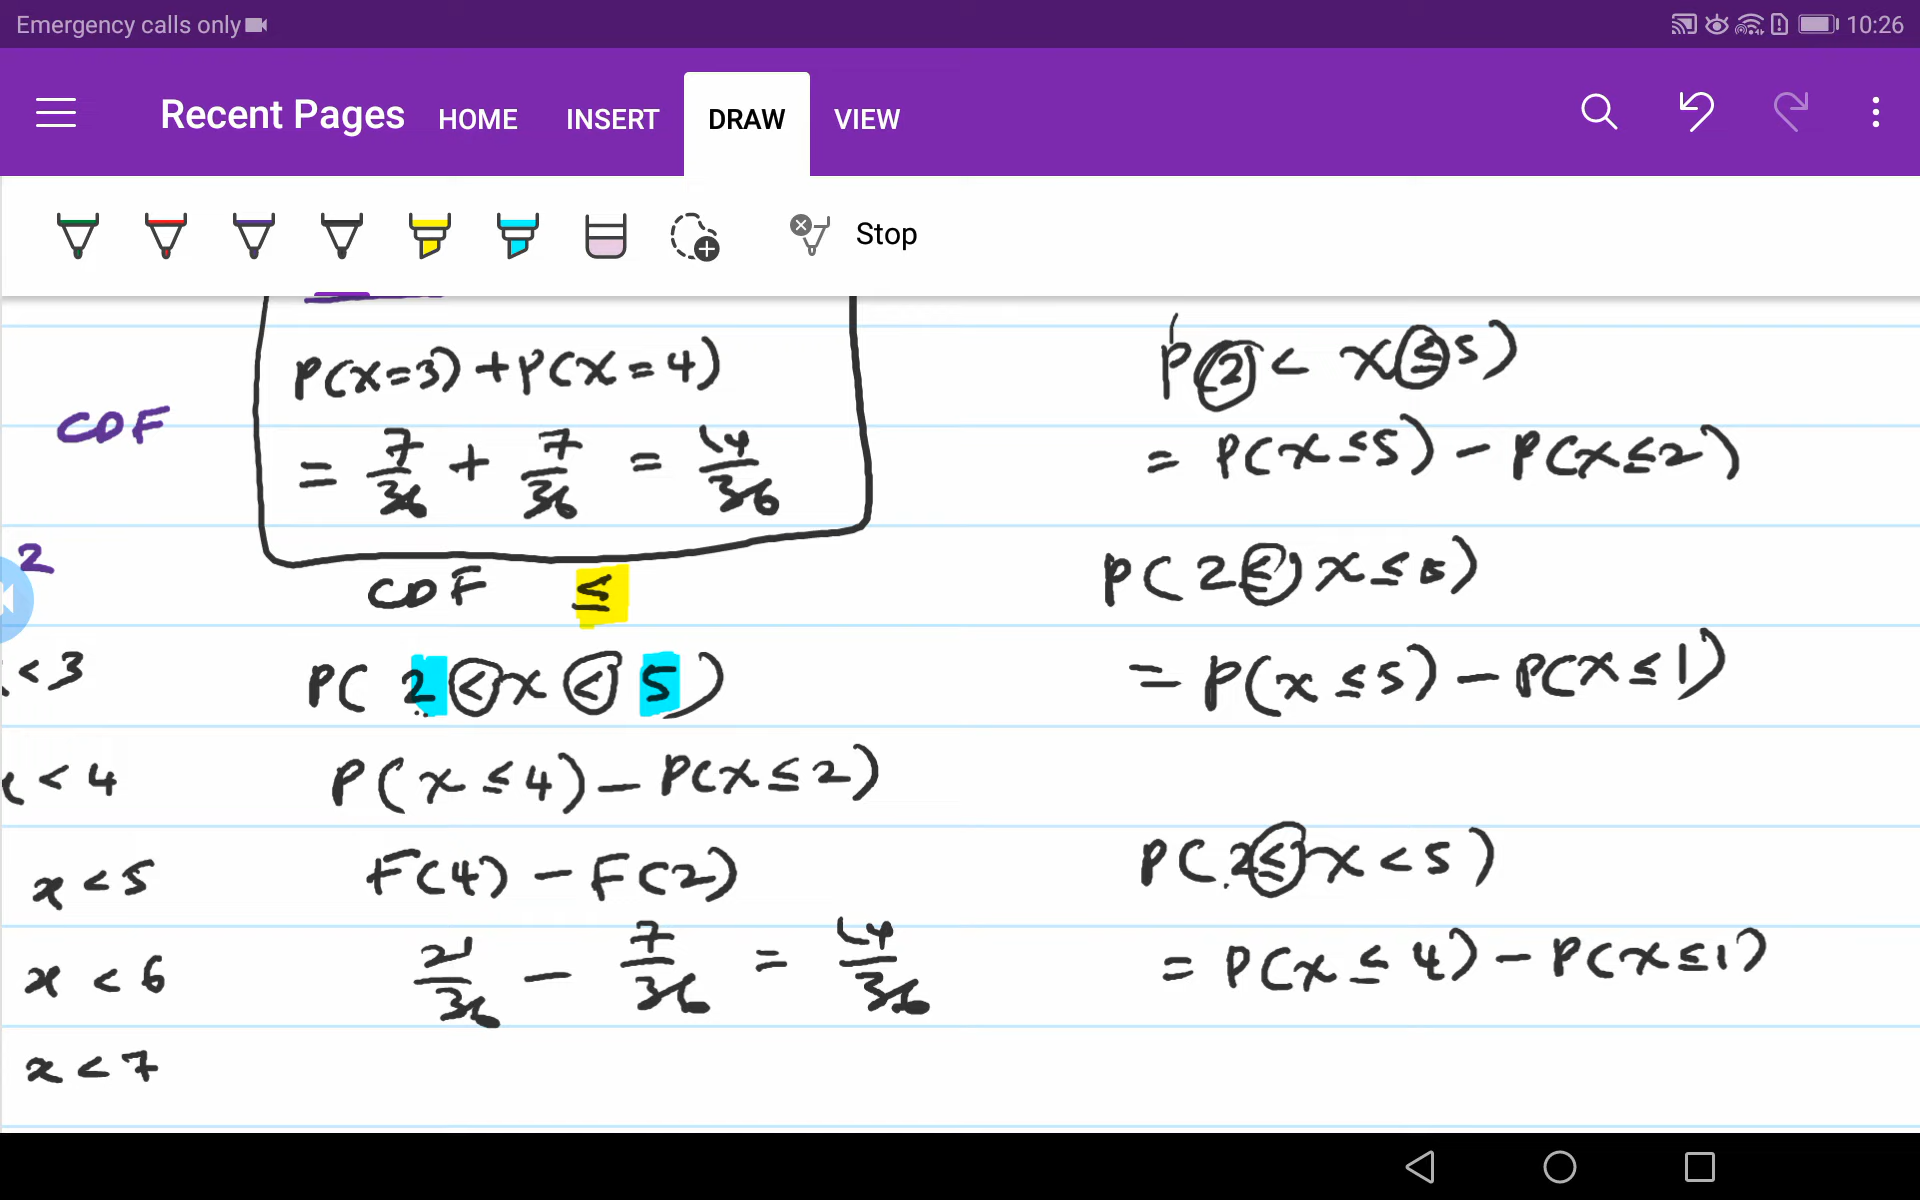 Emergency calls only 10:26
Recent Pages HOME INSERT DRAW VIEW
Stop
P(X=3) + P(X=4)
CDF
= 7/36 + 7/36 = 14/36
2
CDF ≤
< 3
P( 2 < x < 5 )
< 4
P( x ≤ 4) - P(x ≤ 2)
x < 5
F(4) - F(2)
x < 6
21/36 - 7/36 = 14/36
x < 7
P(2 < x ≤ 5)
= P(x ≤ 5) - P(x ≤ 2)
P( 2 ≤ x ≤ 5)
= P(x ≤ 5) - P(x ≤ 1)
P( 2 ≤ x < 5 )
= P(x ≤ 4) - P(x ≤ 1)